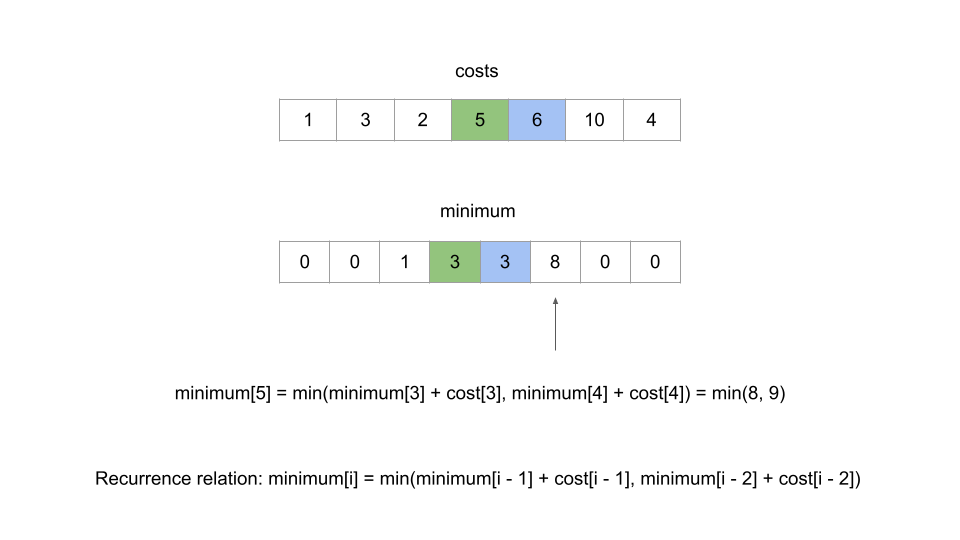 costs
1 3 2 5 6 10 4
minimum
0 0 1 3 3 8 0 0
minimum[5] = min(minimum[3] + cost[3], minimum[4] + cost[4]) = min(8, 9)
Recurrence relation: minimum[i] = min(minimum[i - 1] + cost[i - 1], minimum[i - 2] + cost[i - 2])